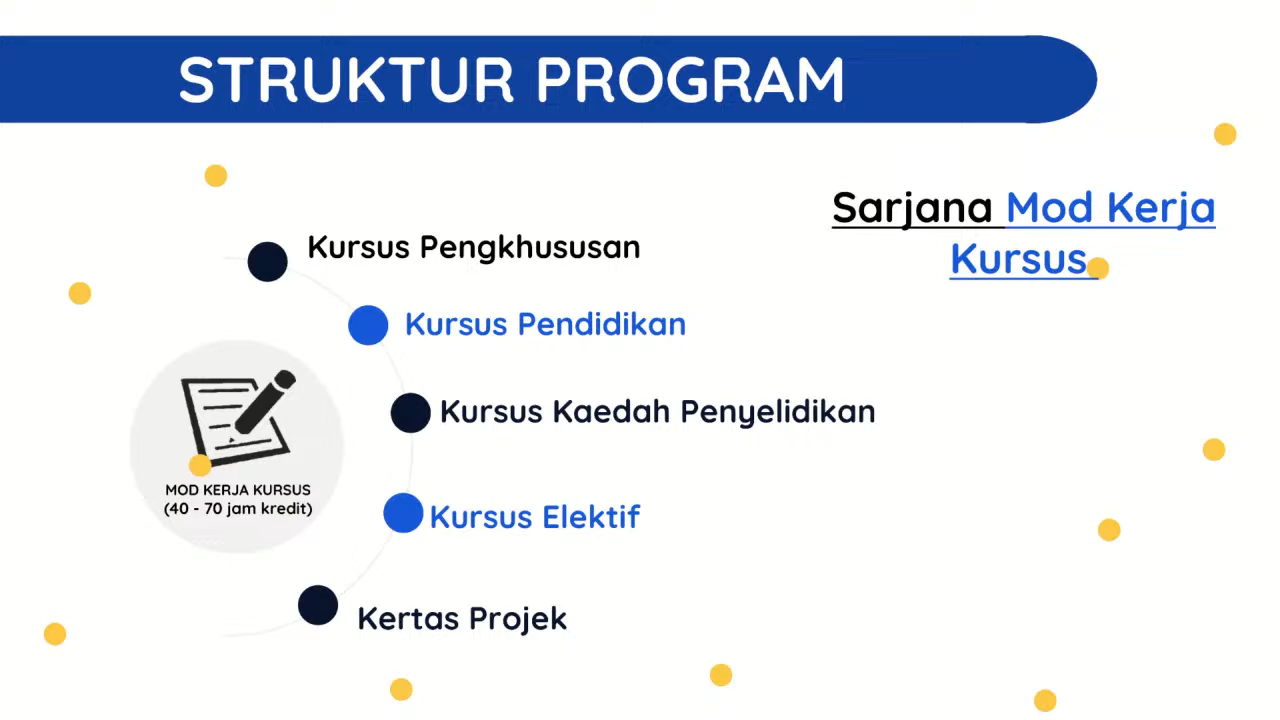 STRUKTUR PROGRAM
Sarjana Mod Kerja
Kursus
Kursus Pengkhususan
Kursus Pendidikan
Kursus Kaedah Penyelidikan
Kursus Elektif
Kertas Projek
MOD KERJA KURSUS
(40 - 70 jam kredit)